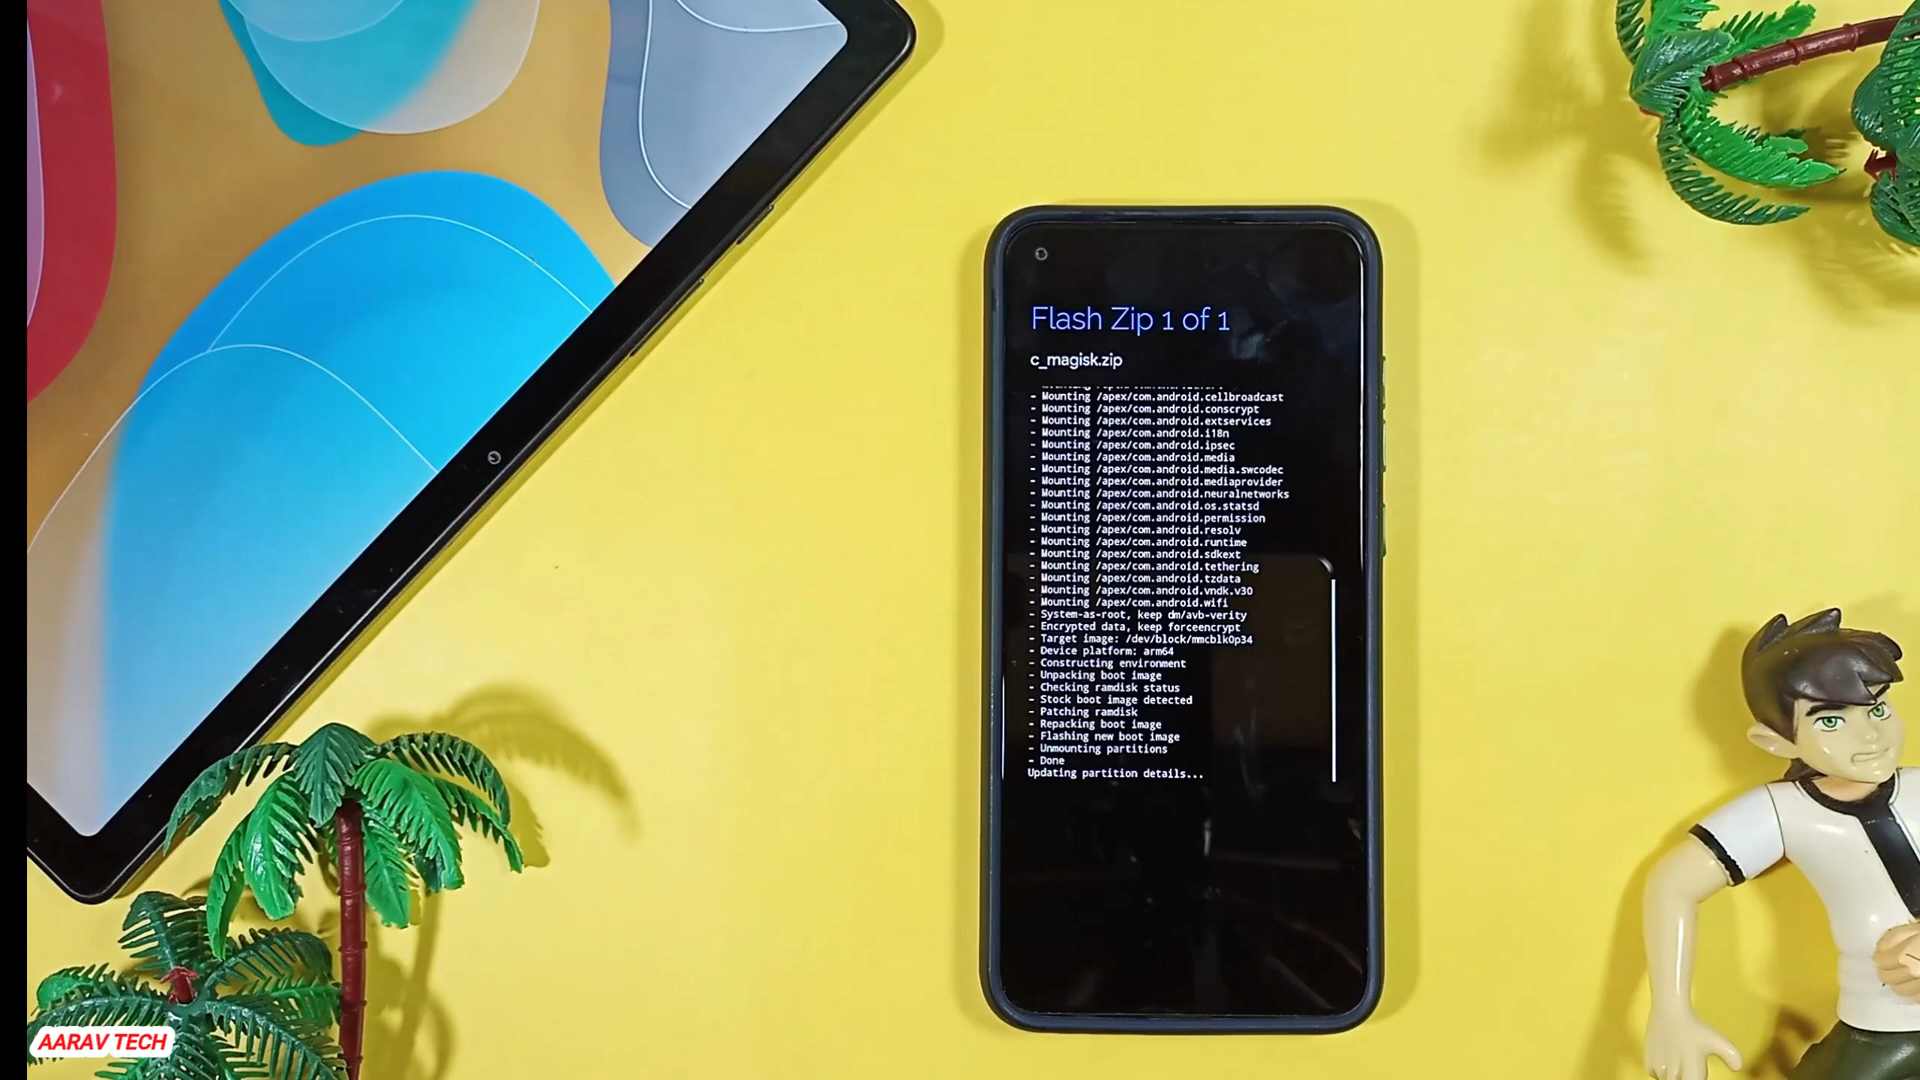 Flash Zip 1 of 1
c_magisk.zip
- Mounting /apex/com.android.cellbroadcast
- Mounting /apex/com.android.conscrypt
- Mounting /apex/com.android.extservices
- Mounting /apex/com.android.i18n
- Mounting /apex/com.android.ipsec
- Mounting /apex/com.android.media
- Mounting /apex/com.android.media.swcodec
- Mounting /apex/com.android.mediaprovider
- Mounting /apex/com.android.neuralnetworks
- Mounting /apex/com.android.os.statsd
- Mounting /apex/com.android.permission
- Mounting /apex/com.android.resolv
- Mounting /apex/com.android.runtime
- Mounting /apex/com.android.sdkext
- Mounting /apex/com.android.tethering
- Mounting /apex/com.android.tzdata
- Mounting /apex/com.android.vndk.v30
- Mounting /apex/com.android.wifi
- System-as-root, keep dm/avb-verity
- Encrypted data, keep forceencrypt
- Target image: /dev/block/mmcblk0p34
- Device platform: arm64
- Constructing environment
- Unpacking boot image
- Checking ramdisk status
- Stock boot image detected
- Patching ramdisk
- Repacking boot image
- Flashing new boot image
- Unmounting partitions
- Done
Updating partition details...
AARAV TECH